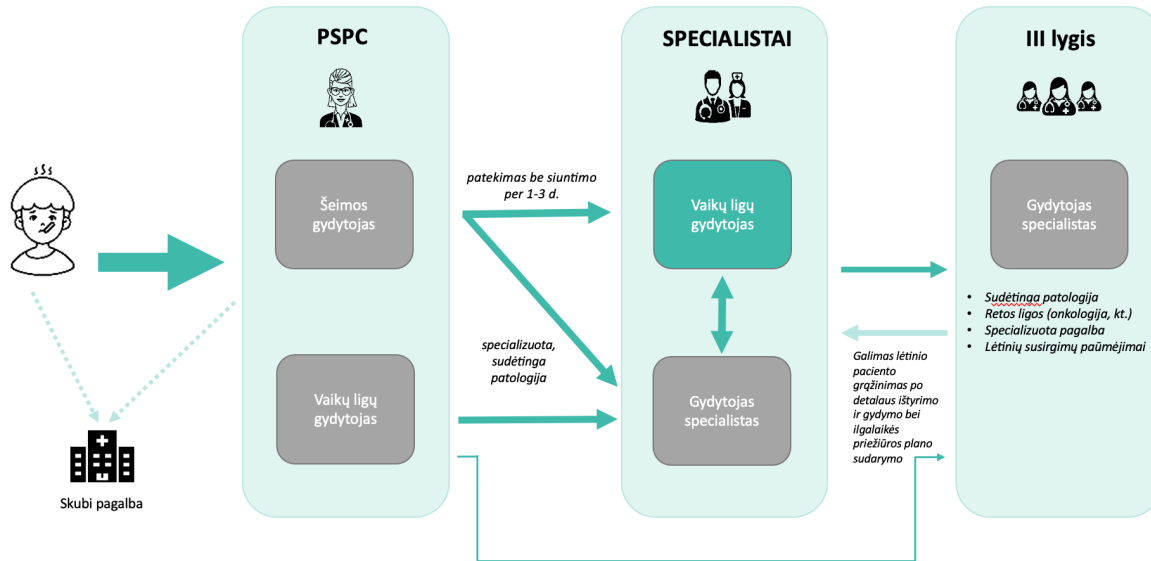 PSPC
Šeimos
gydytojas
Vaikų ligų
gydytojas
Skubi pagalba
patekimas be siuntimo
per 1-3 d.
specializuota,
sudėtinga
patologija
SPECIALISTAI
Vaikų ligų
gydytojas
Gydytojas
specialistas
Galimas lėtinio
paciento
grąžinimas po
detalaus ištyrimo
ir gydymo bei
ilgalaikės
priežiūros plano
sudarymo
III lygis
Gydytojas
specialistas
• Sudėtinga patologija
• Retos ligos (onkologija, kt.)
• Specializuota pagalba
• Lėtinių susirgimų paūmėjimai